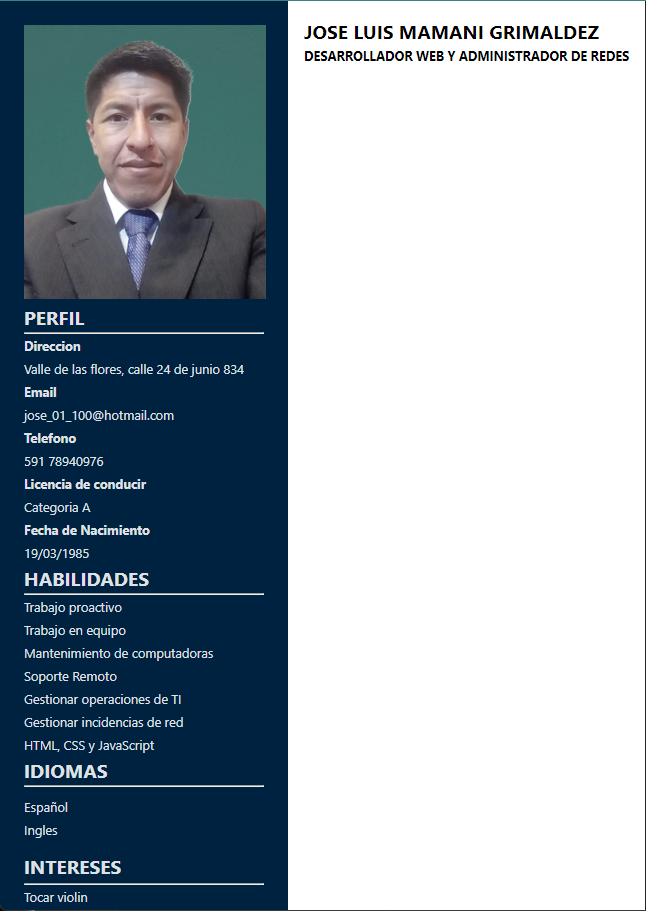 JOSE LUIS MAMANI GRIMALDEZ
DESARROLLADOR WEB Y ADMINISTRADOR DE REDES
PERFIL
Direccion
Valle de las flores, calle 24 de junio 834
Email
jose_01_100@hotmail.com
Telefono
591 78940976
Licencia de conducir
Categoria A
Fecha de Nacimiento
19/03/1985
HABILIDADES
Trabajo proactivo
Trabajo en equipo
Mantenimiento de computadoras
Soporte Remoto
Gestionar operaciones de TI
Gestionar incidencias de red
HTML, CSS y JavaScript
IDIOMAS
Español
Ingles
INTERESES
Tocar violin